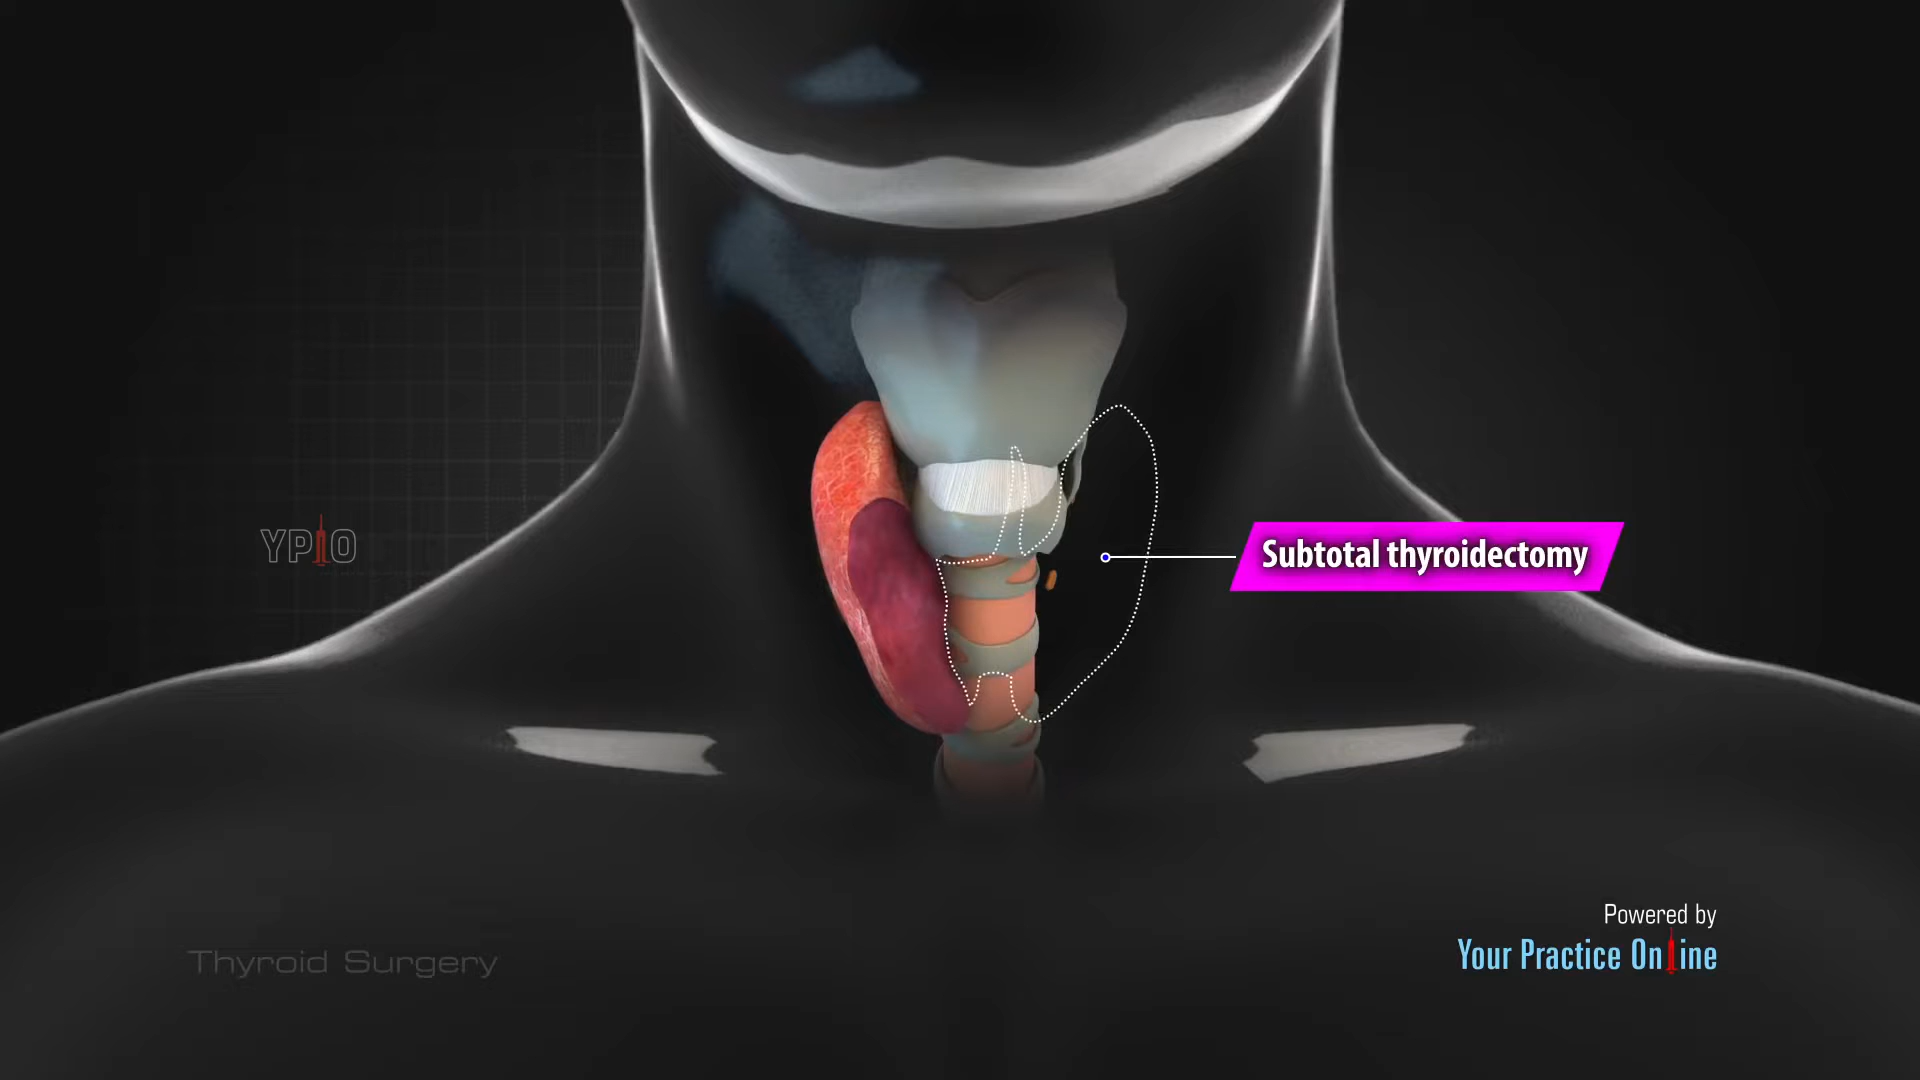 YPIO
Subtotal thyroidectomy
Powered by
Your Practice Online
Thyroid Surgery